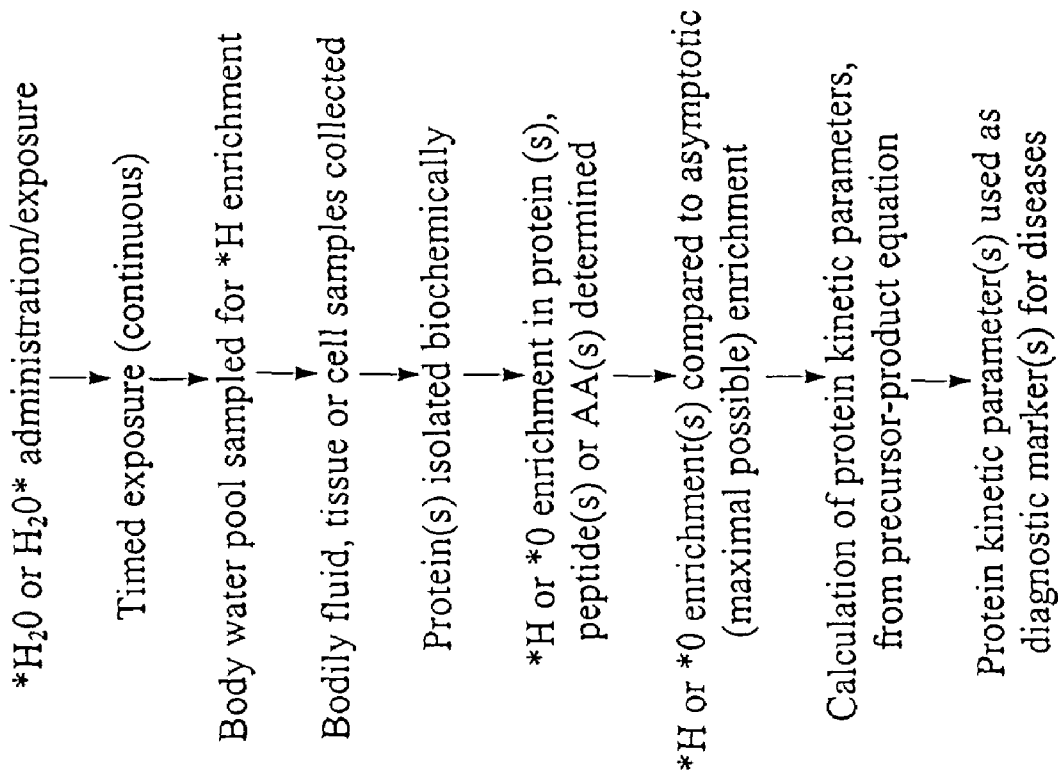 *H₂0 or H₂0* administration/exposure
Timed exposure (continuous)
Body water pool sampled for *H enrichment
Bodily fluid, tissue or cell samples collected
Protein(s) isolated biochemically
*H or *0 enrichment in protein (s),
peptide(s) or AA(s) determined
*H or *0 enrichment(s) compared to asymptotic
(maximal possible) enrichment
Calculation of protein kinetic parameters,
from precursor-product equation
Protein kinetic parameter(s) used as
diagnostic marker(s) for diseases